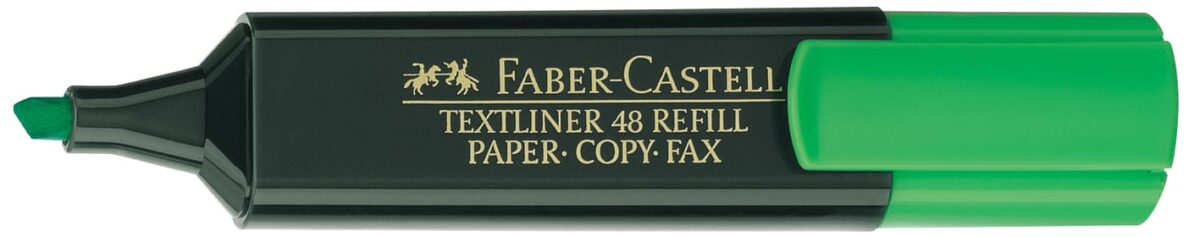 FABER-CASTELL
TEXTLINER 48 REFILL
PAPER· COPY· FAX